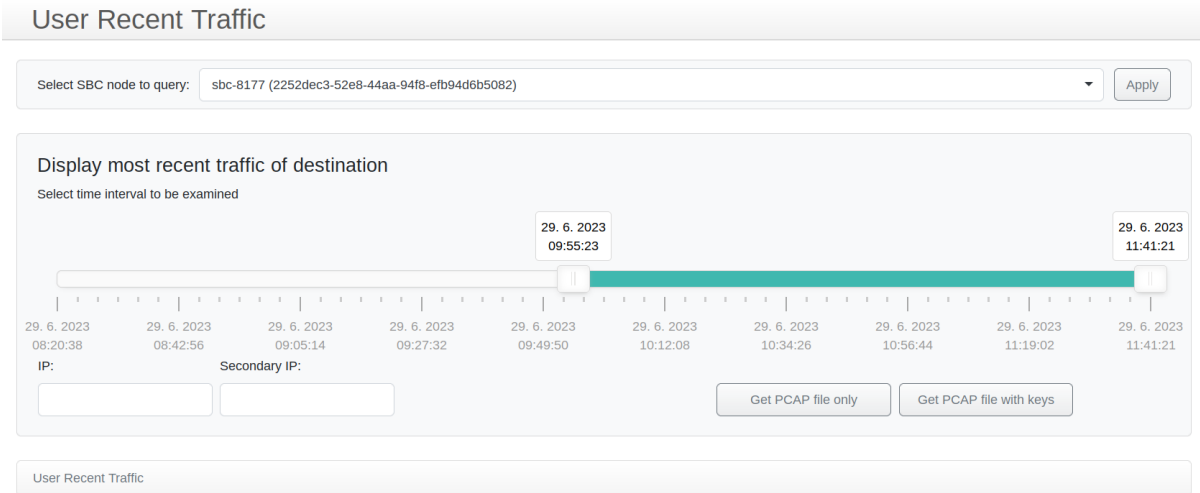 User Recent Traffic
Select SBC node to query: sbc-8177 (2252dec3-52e8-44aa-94f8-efb94d6b5082) Apply
Display most recent traffic of destination
Select time interval to be examined
29. 6. 2023 29. 6. 2023
09:55:23 11:41:21
29. 6. 2023 29. 6. 2023 29. 6. 2023 29. 6. 2023 29. 6. 2023 29. 6. 2023 29. 6. 2023 29. 6. 2023 29. 6. 2023 29. 6. 2023
08:20:38 08:42:56 09:05:14 09:27:32 09:49:50 10:12:08 10:34:26 10:56:44 11:19:02 11:41:21
IP: Secondary IP:
Get PCAP file only Get PCAP file with keys
User Recent Traffic